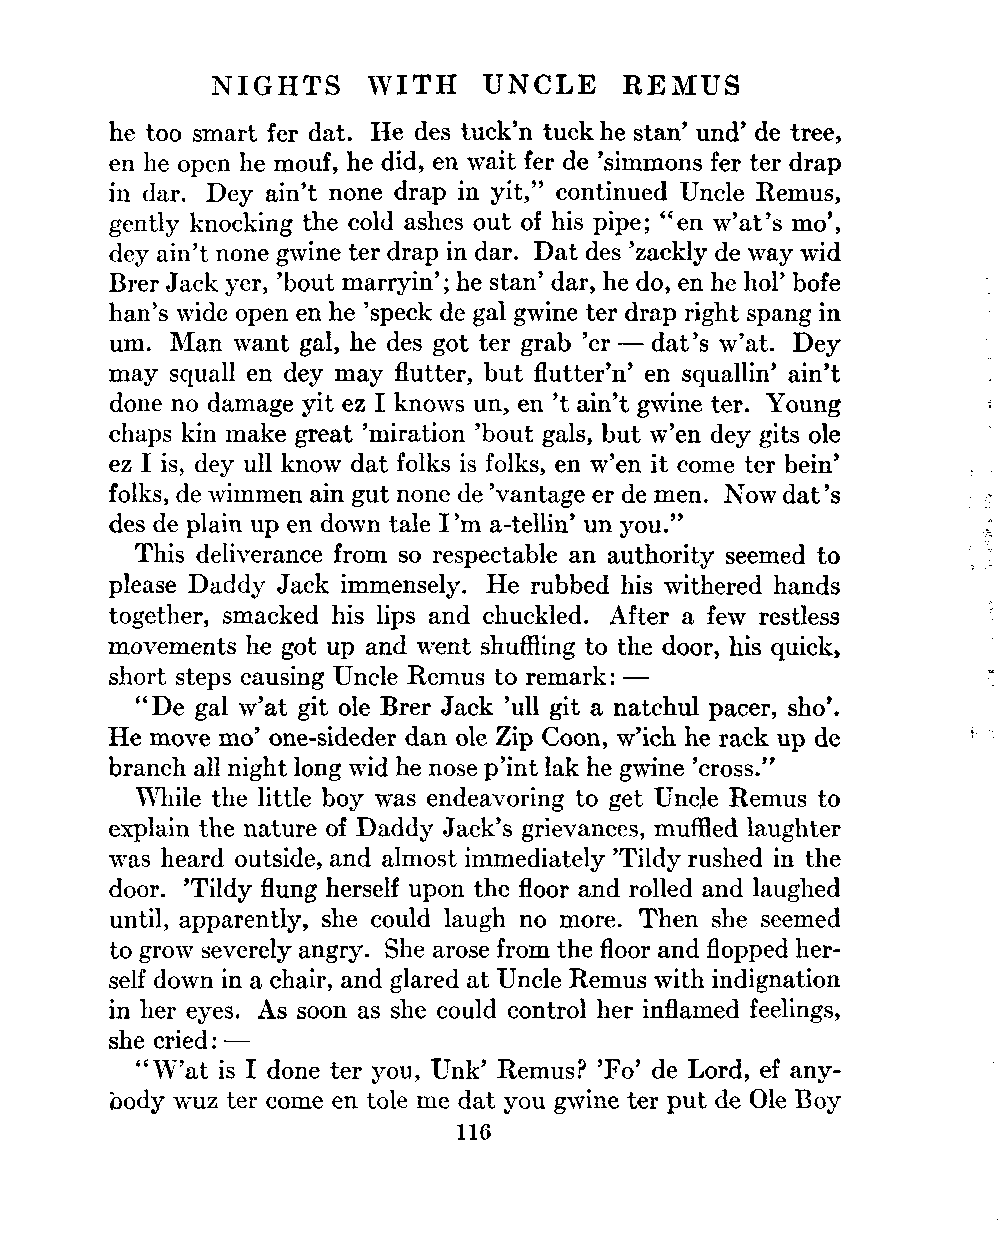 NIGHTS WITH UNCLE REMUS
he too smart fer dat. He des tuck'n tuck he stan' und' de tree,
en he open he mouf, he did, en wait fer de 'simmons fer ter drap
in dar. Dey ain't none drap in yit," continued Uncle Remus,
gently knocking the cold ashes out of his pipe; "en w'at's mo',
dey ain't none gwine ter drap in dar. Dat des 'zackly de way wid
Brer Jack yer, 'bout marryin'; he stan' dar, he do, en he hol' bofe
han's wide open en he 'speck de gal gwine ter drap right spang in
um. Man want gal, he des got ter grab 'er — dat's w'at. Dey
may squall en dey may flutter, but flutter'n' en squallin' ain't
done no damage yit ez I knows un, en 't ain't gwine ter. Young
chaps kin make great 'miration 'bout gals, but w'en dey gits ole
ez I is, dey ull know dat folks is folks, en w'en it come ter bein'
folks, de wimmen ain gut none de 'vantage er de men. Now dat's
des de plain up en down tale I'm a-tellin' un you."
This deliverance from so respectable an authority seemed to
please Daddy Jack immensely. He rubbed his withered hands
together, smacked his lips and chuckled. After a few restless
movements he got up and went shuffling to the door, his quick,
short steps causing Uncle Remus to remark: —
"De gal w'at git ole Brer Jack 'ull git a natchul pacer, sho'.
He move mo' one-sideder dan ole Zip Coon, w'ich he rack up de
branch all night long wid he nose p'int lak he gwine 'cross."
While the little boy was endeavoring to get Uncle Remus to
explain the nature of Daddy Jack's grievances, muffled laughter
was heard outside, and almost immediately 'Tildy rushed in the
door. 'Tildy flung herself upon the floor and rolled and laughed
until, apparently, she could laugh no more. Then she seemed
to grow severely angry. She arose from the floor and flopped her-
self down in a chair, and glared at Uncle Remus with indignation
in her eyes. As soon as she could control her inflamed feelings,
she cried: —
"W'at is I done ter you, Unk' Remus? 'Fo' de Lord, ef any-
body wuz ter come en tole me dat you gwine ter put de Ole Boy
116